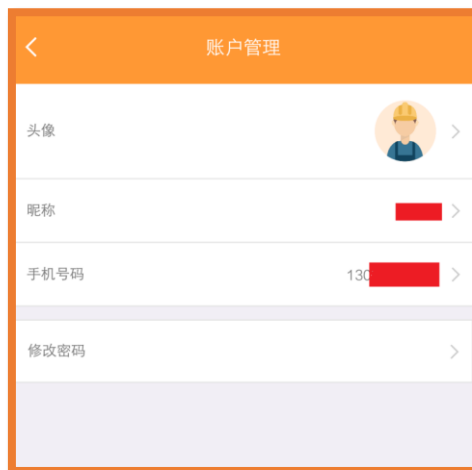 账户管理
头像
昵称
手机号码 130
修改密码